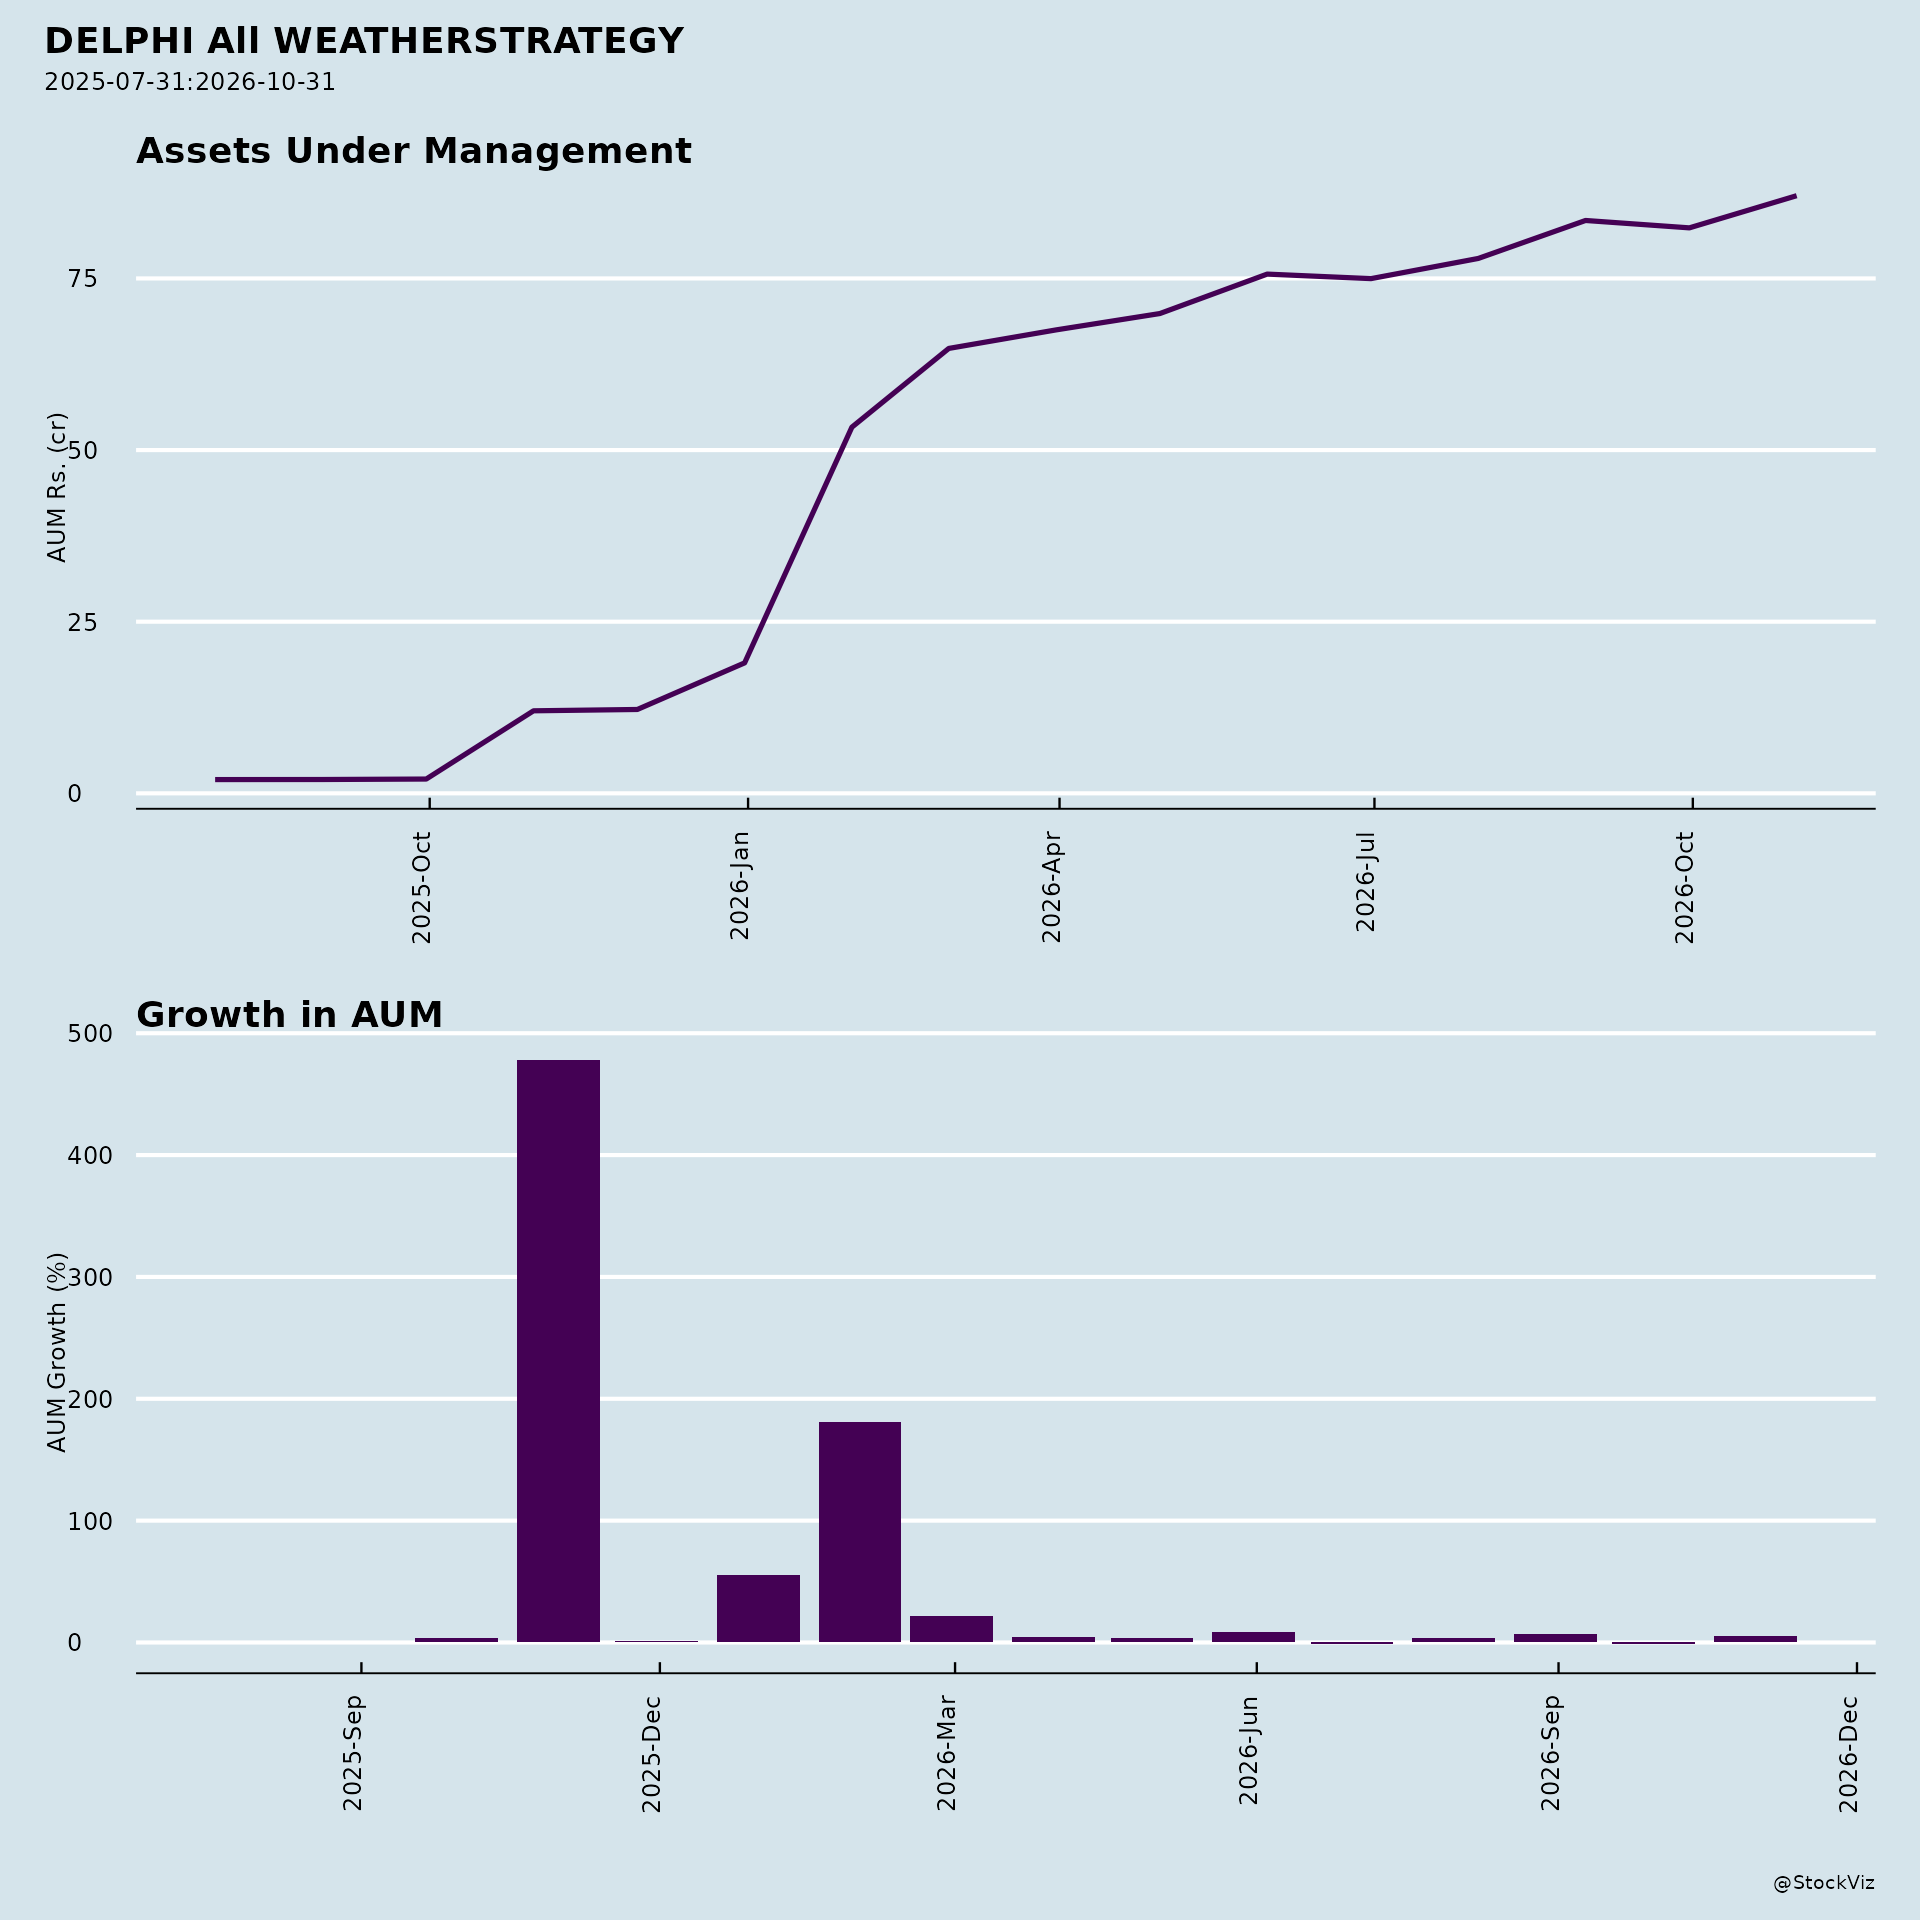 DELPHI All WEATHERSTRATEGY
2025-07-31:2026-10-31
Assets Under Management
AUM Rs. (cr)
75
50
25
0
2025-Oct
2026-Jan
2026-Apr
2026-Jul
2026-Oct
Growth in AUM
AUM Growth (%)
500
400
300
200
100
0
2025-Sep
2025-Dec
2026-Mar
2026-Jun
2026-Sep
2026-Dec
@StockViz